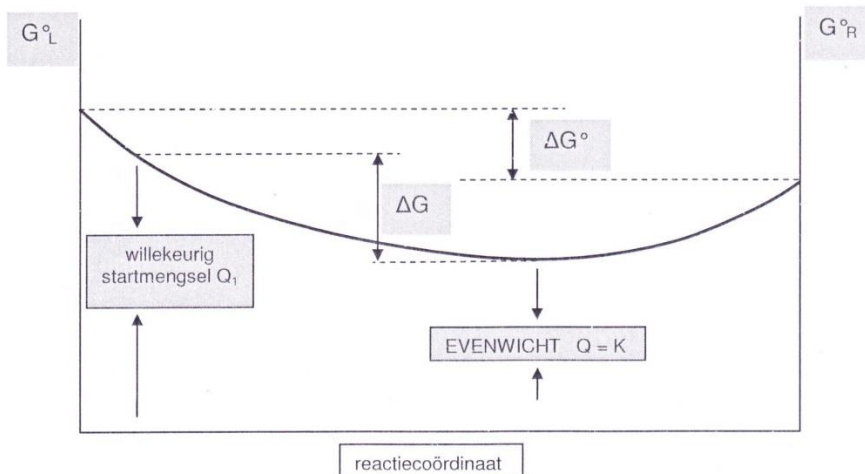 G°L
G°R
ΔG°
ΔG
willekeurig
startmengsel Q₁
EVENWICHT Q = K
reactiecoördinaat